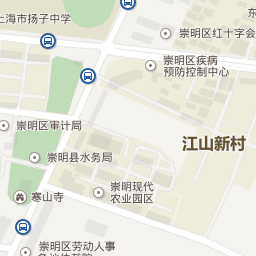 上海市扬子中学
崇明区红十字会
崇明区疾病
预防控制中心
崇明区审计局
江山新村
崇明县水务局
崇明现代
农业园区
寒山寺
崇明区劳动人事